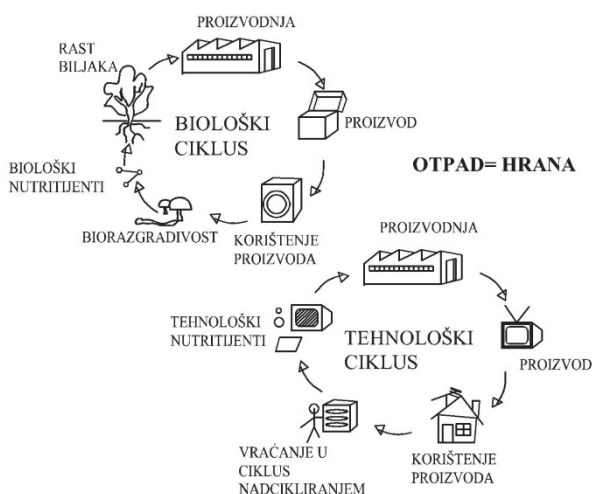 PROIZVODNJA
RAST
BILJAKA
BIOLOŠKI
CIKLUS
PROIZVOD
BIOLOŠKI
NUTRITIJENTI
BIORAZGRADIVOST
KORIŠTENJE
PROIZVODA
OTPAD= HRANA
PROIZVODNJA
TEHNOLOŠKI
NUTRITIJENTI
TEHNOLOŠKI
CIKLUS
PROIZVOD
VRAĆANJE U
CIKLUS
NADCIKLIRANJEM
KORIŠTENJE
PROIZVODA